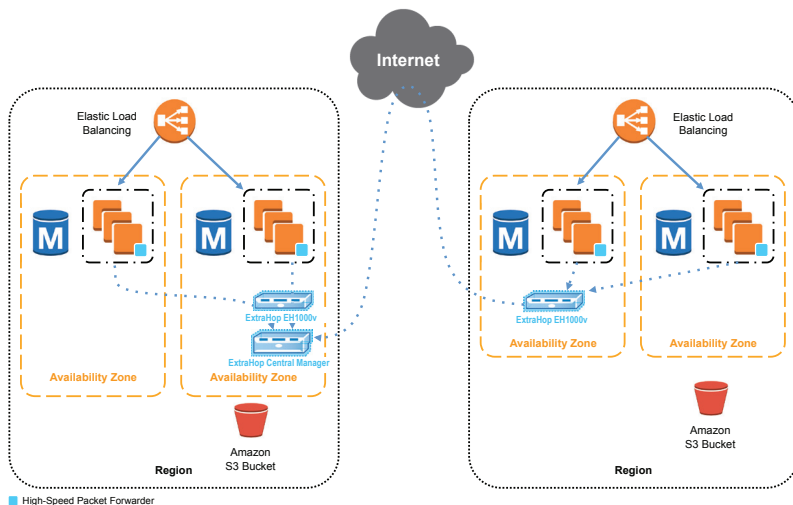 Internet
Elastic Load
Balancing
M
M
ExtraHop EH1000v
ExtraHop Central Manager
Availability Zone
Availability Zone
Amazon
S3 Bucket
Region
Elastic Load
Balancing
M
M
ExtraHop EH1000v
Availability Zone
Availability Zone
Amazon
S3 Bucket
Region
High-Speed Packet Forwarder